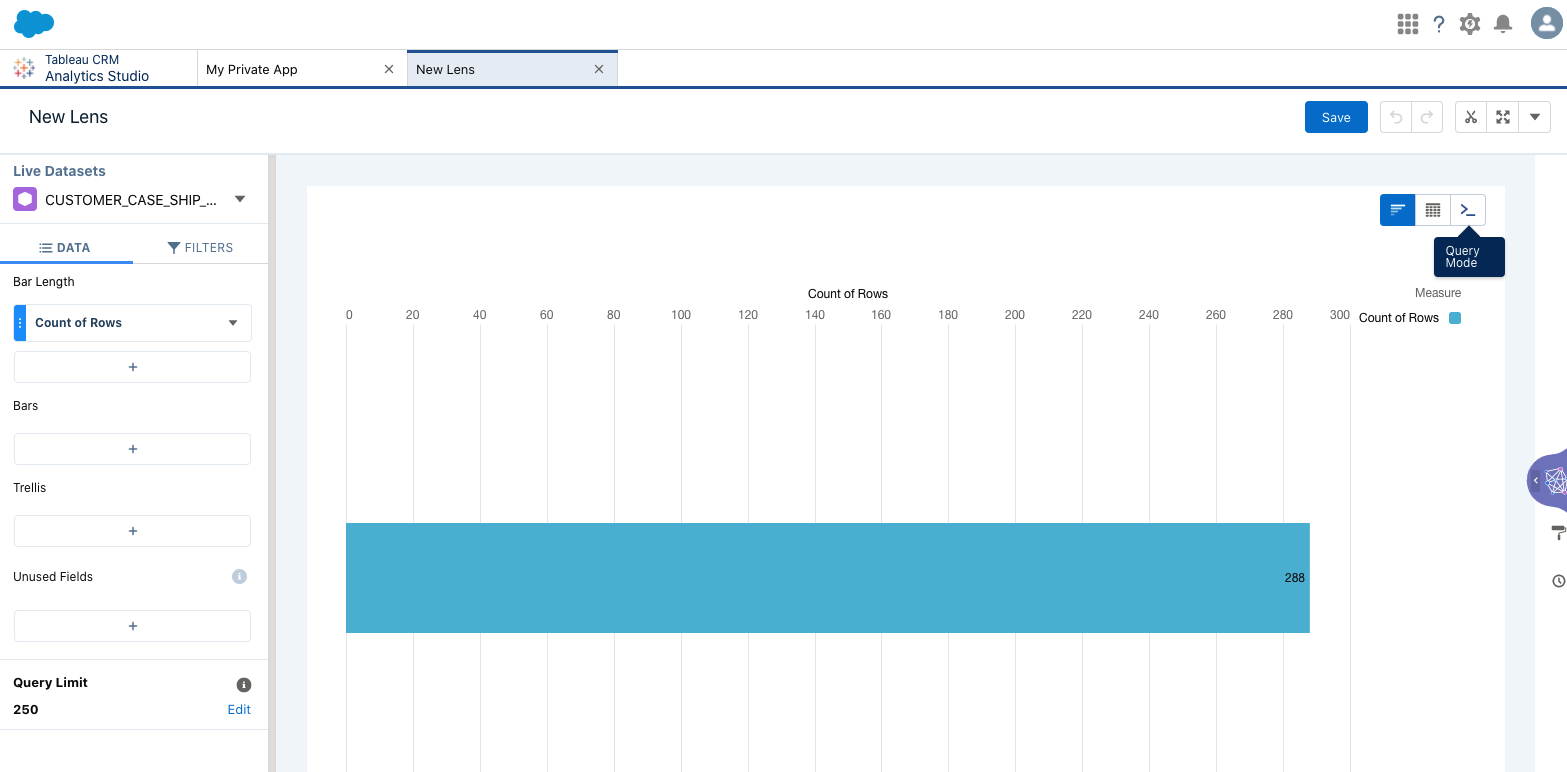 Tableau CRM
Analytics Studio
My Private App
New Lens
New Lens
Save
Live Datasets
CUSTOMER_CASE_SHIP_...
DATA
FILTERS
Bar Length
Count of Rows
+
Bars
+
Trellis
+
Unused Fields
+
Query Limit
250
Edit
Query
Mode
Count of Rows
Measure
0 20 40 60 80 100 120 140 160 180 200 220 240 260 280 300
Count of Rows
288